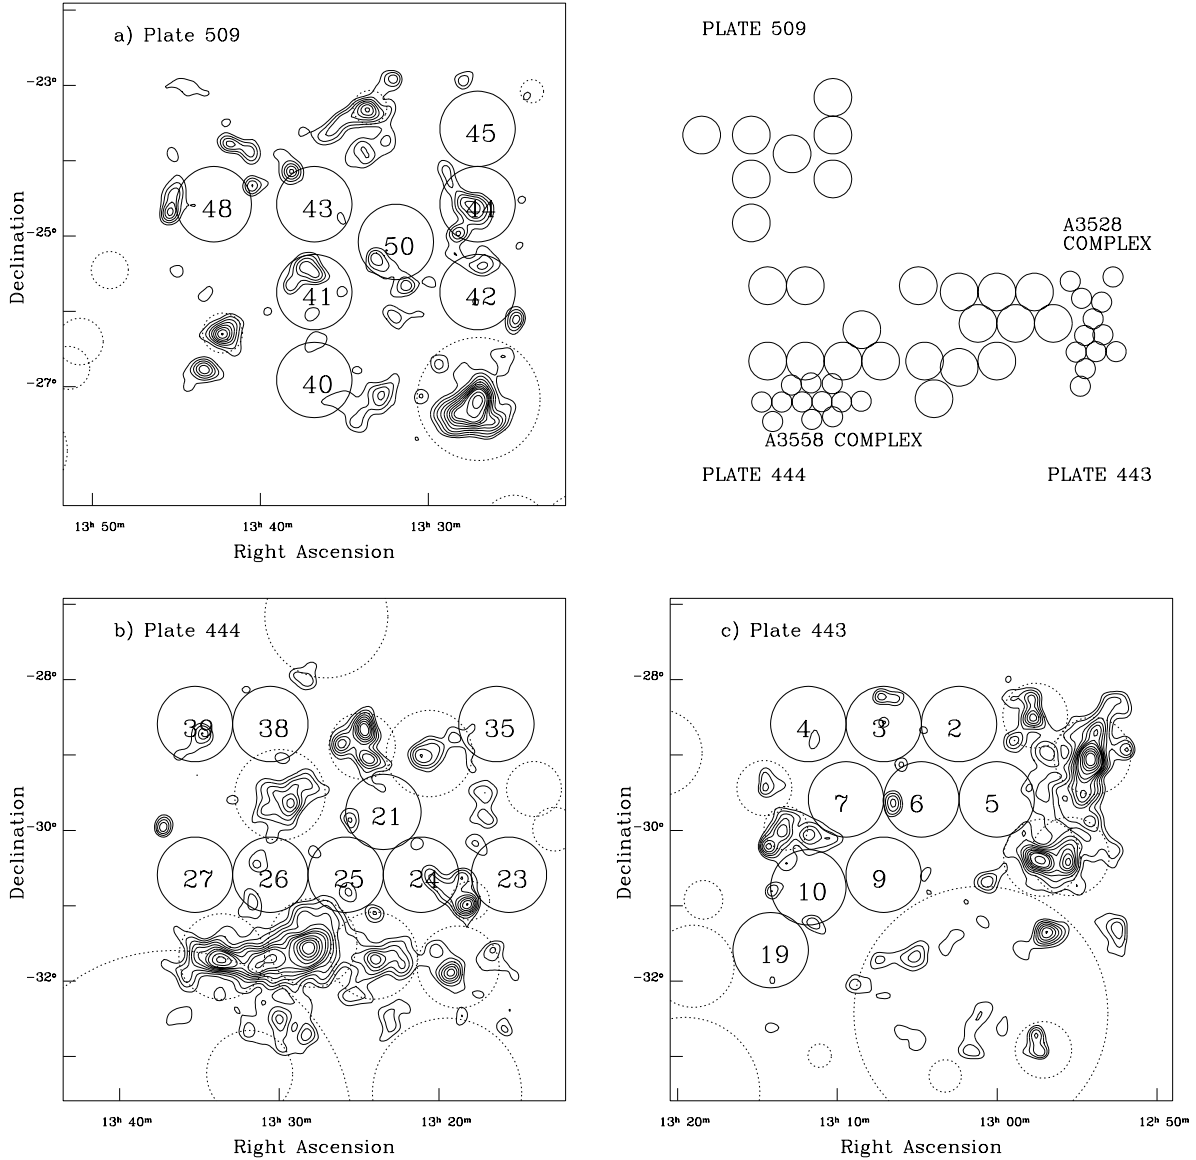 a) Plate 509
-23°
-25°
-27°
Declination
45
48
43
44
50
41
42
40
13ʰ 50ᵐ
13ʰ 40ᵐ
13ʰ 30ᵐ
Right Ascension
PLATE 509
A3528
COMPLEX
A3558 COMPLEX
PLATE 444
PLATE 443
b) Plate 444
-28°
-30°
-32°
Declination
39
38
35
21
27
26
25
24
23
13ʰ 40ᵐ
13ʰ 30ᵐ
13ʰ 20ᵐ
Right Ascension
c) Plate 443
-28°
-30°
-32°
Declination
4
3
2
7
6
5
10
9
19
13ʰ 20ᵐ
13ʰ 10ᵐ
13ʰ 00ᵐ
12ʰ 50ᵐ
Right Ascension